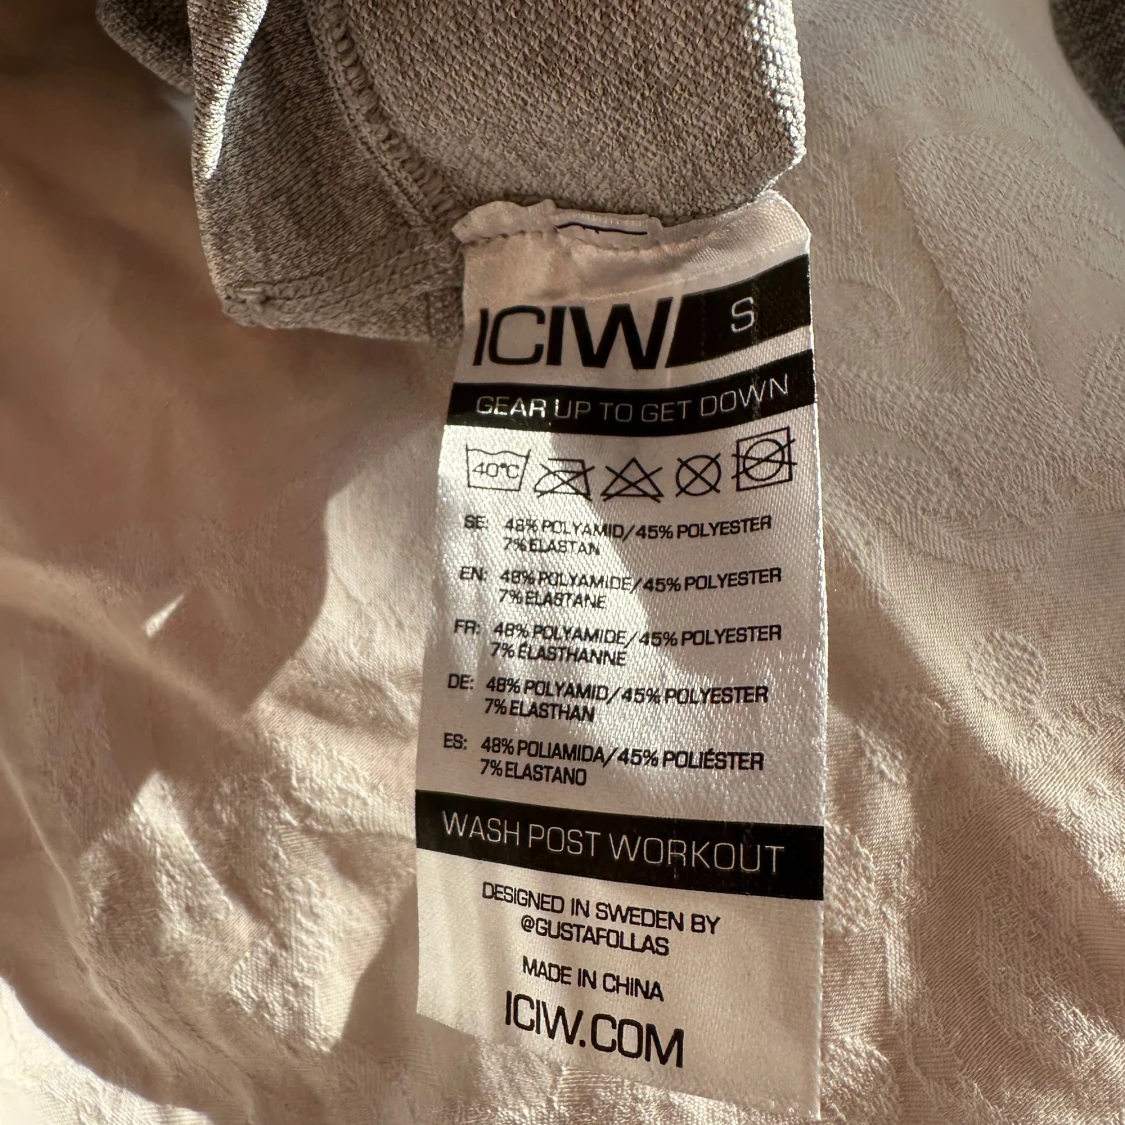 ICIW S
GEAR UP TO GET DOWN
40°C
SE: 48% POLYAMID/45% POLYESTER
7% ELASTAN
EN: 48% POLYAMIDE/45% POLYESTER
7% ELASTANE
FR: 48% POLYAMIDE/45% POLYESTER
7% ÉLASTHANNE
DE: 48% POLYAMID/45% POLYESTER
7% ELASTHAN
ES: 48% POLIAMIDA/45% POLIÉSTER
7% ELASTANO
WASH POST WORKOUT
DESIGNED IN SWEDEN BY
@GUSTAFOLLAS
MADE IN CHINA
ICIW.COM